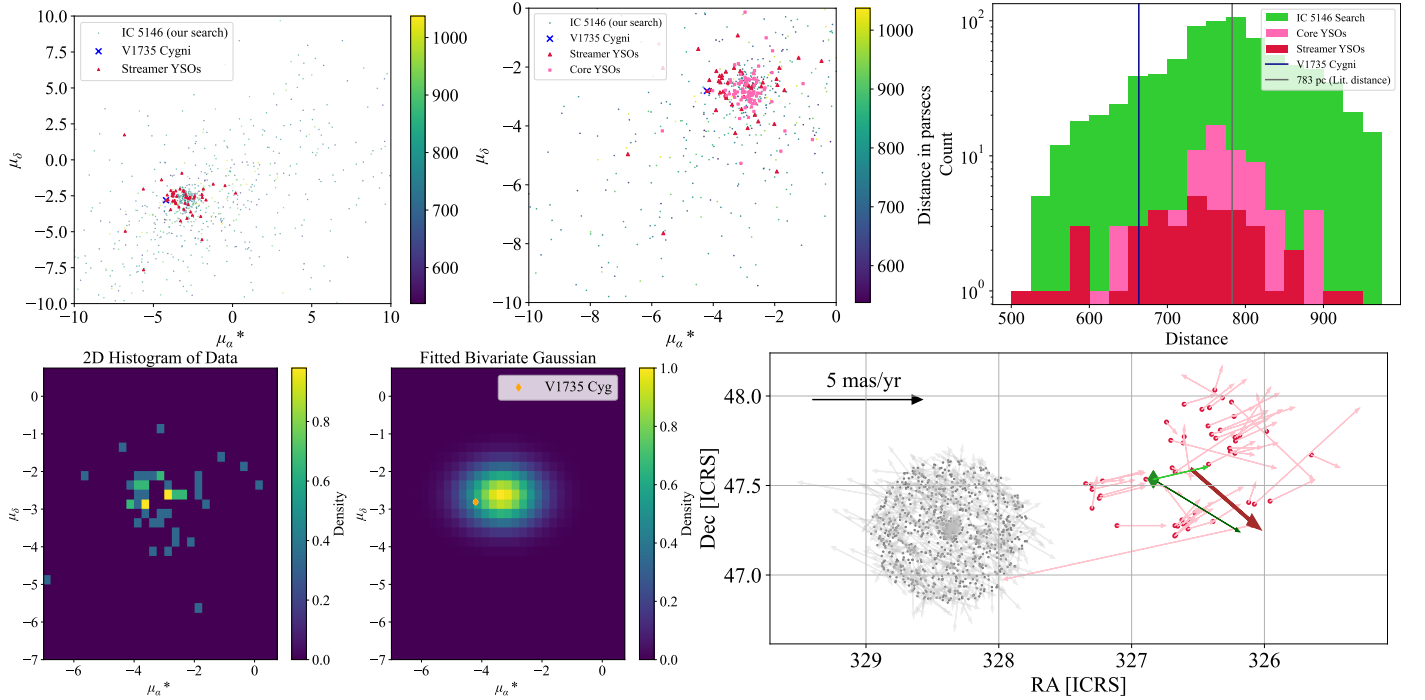 10.0
7.5
5.0
2.5
0.0
−2.5
−5.0
−7.5
−10.0
−10
−5
0
5
10
μδ
μα*
IC 5146 (our search)
V1735 Cygni
Streamer YSOs
1000
900
800
700
600
0
−2
−4
−6
−8
−10
−10
−8
−6
−4
−2
0
μδ
μα*
IC 5146 (our search)
V1735 Cygni
Streamer YSOs
Core YSOs
1000
900
800
700
600
Distance in parsecs
10²
10¹
10⁰
Count
500
600
700
800
900
Distance
IC 5146 Search
Core YSOs
Streamer YSOs
V1735 Cygni
783 pc (Lit. distance)
2D Histogram of Data
0
−1
−2
−3
−4
−5
−6
−7
−6
−4
−2
0
μδ
μα*
0.8
0.6
0.4
0.2
0.0
Density
Fitted Bivariate Gaussian
V1735 Cyg
0
−1
−2
−3
−4
−5
−6
−7
−6
−4
−2
0
μδ
μα*
1.0
0.8
0.6
0.4
0.2
0.0
Density
5 mas/yr
48.0
47.5
47.0
Dec [ICRS]
329
328
327
326
RA [ICRS]